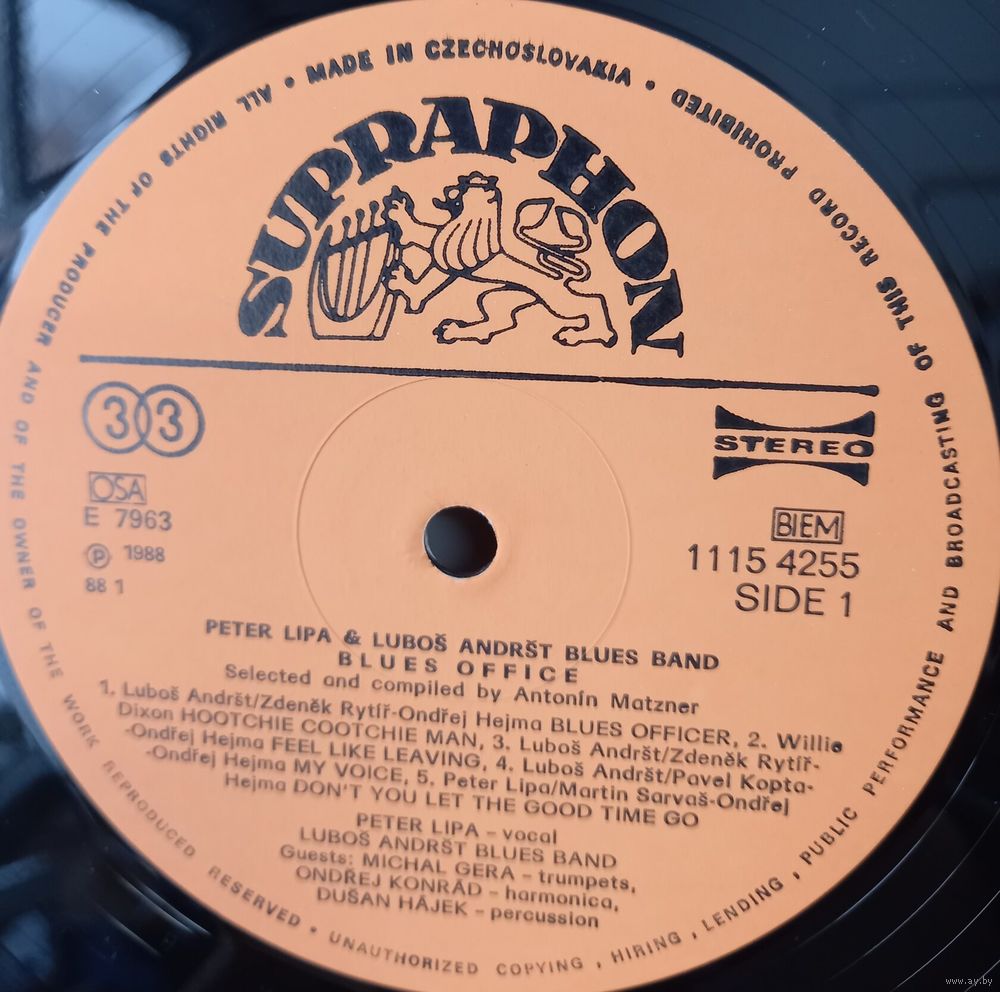 ALL RIGHTS OF THE PRODUCER AND OF THE OWNER OF THE WORK REPRODUCED RESERVED • UNAUTHORIZED COPYING, HIRING, LENDING, PUBLIC PERFORMANCE AND BROADCASTING OF THIS RECORD PROHIBITED • MADE IN CZECHOSLOVAKIA •
SUPRAPHON
33
STEREO
OSA
E 7963
Ⓟ 1988
88 1
BIEM
1115 4255
SIDE 1
PETER LIPA & LUBOŠ ANDRŠT BLUES BAND
BLUES OFFICE
Selected and compiled by Antonín Matzner
1. Luboš Andršt/Zdeněk Rytíř-Ondřej Hejma BLUES OFFICER, 2. Willie
Dixon HOOTCHIE COOTCHIE MAN, 3. Luboš Andršt/Zdeněk Rytíř-
-Ondřej Hejma FEEL LIKE LEAVING, 4. Luboš Andršt/Pavel Kopta-
-Ondřej Hejma MY VOICE, 5. Peter Lipa/Martin Sarvaš-Ondřej
Hejma DON'T YOU LET THE GOOD TIME GO
PETER LIPA – vocal
LUBOŠ ANDRŠT BLUES BAND
Guests: MICHAL GERA – trumpets,
ONDŘEJ KONRÁD – harmonica,
DUŠAN HÁJEK – percussion
www.ay.by